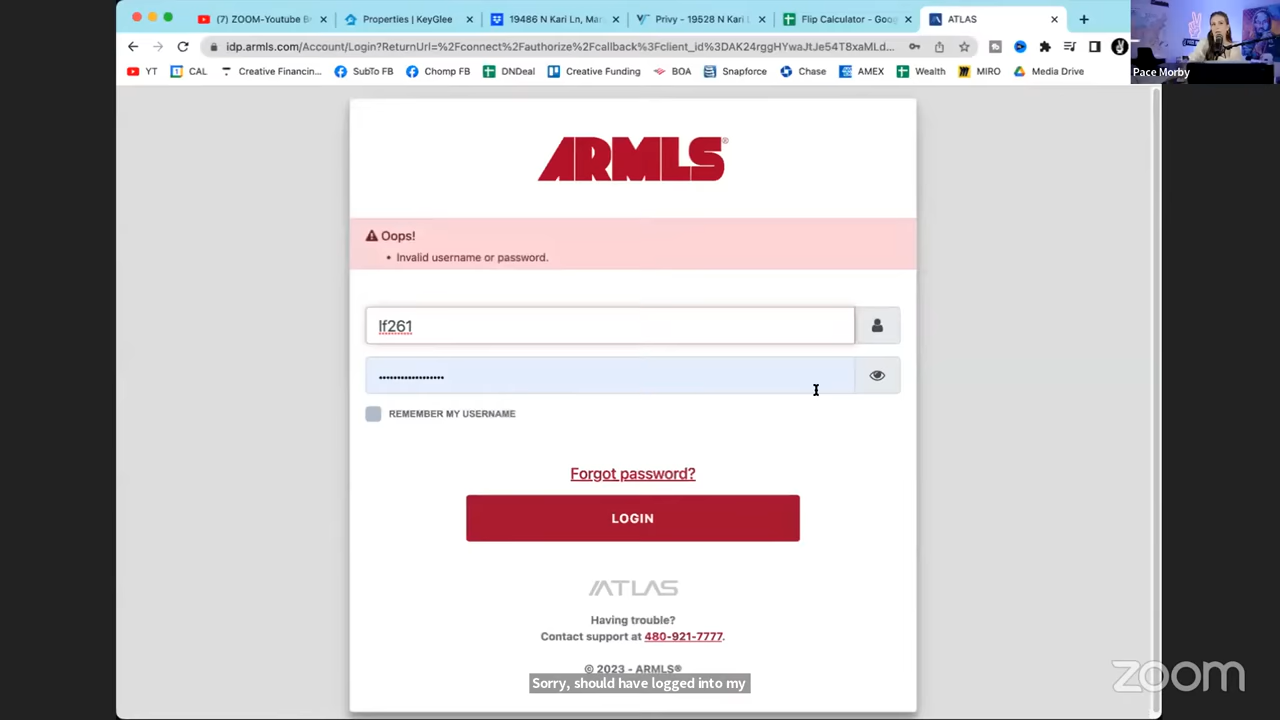 (7) ZOOM-Youtube Br
Properties | KeyGlee
19486 N Kari Ln, Mar
Privy - 19528 N Kari L
Flip Calculator - Goog
ATLAS
idp.armls.com/Account/Login?ReturnUrl=%2Fconnect%2Fauthorize%2Fcallback%3Fclient_id%3DAK24rggHYwaJtJe54T8xaMLd...
YT
CAL
Creative Financin...
SubTo FB
Chomp FB
DNDeal
Creative Funding
BOA
Snapforce
Chase
AMEX
Wealth
MIRO
Media Drive
Pace Morby
ARMLS®
Oops!
• Invalid username or password.
lf261
••••••••••••••••••
REMEMBER MY USERNAME
Forgot password?
LOGIN
ATLAS
Having trouble?
Contact support at 480-921-7777.
© 2023 - ARMLS®
Sorry, should have logged into my
zoom